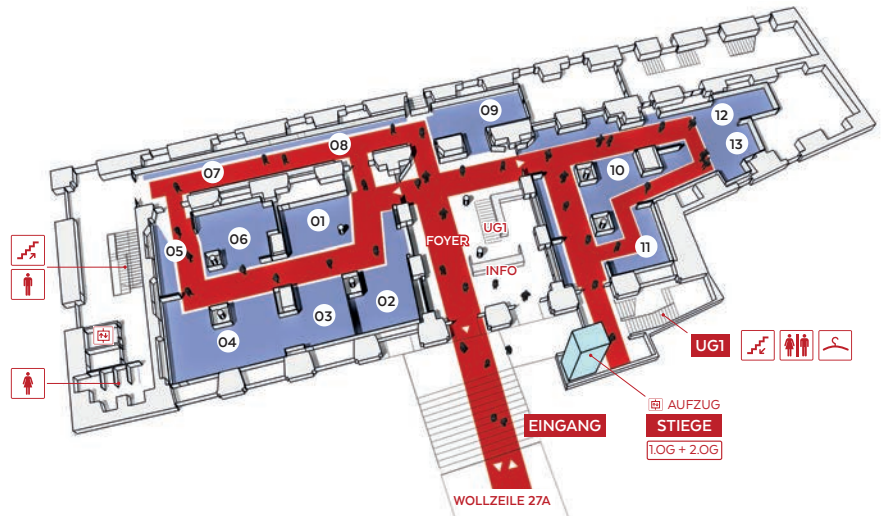 09
12
08
13
07
10
01
06
UG1
05
FOYER
11
INFO
02
03
04
UG1
AUFZUG
EINGANG
STIEGE
1.OG + 2.OG
WOLLZEILE 27A